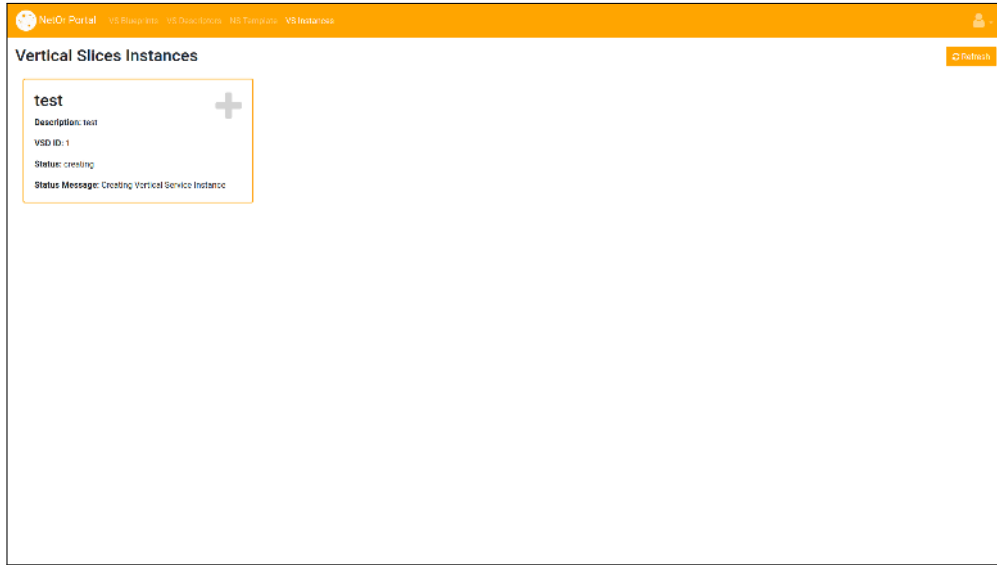 NetOr Portal VS Blueprints VS Descriptors NS Template VS Instances
Vertical Slices Instances
Refresh
test
Description: test
VSD ID: 1
Status: creating
Status Message: Creating Vertical Service Instance